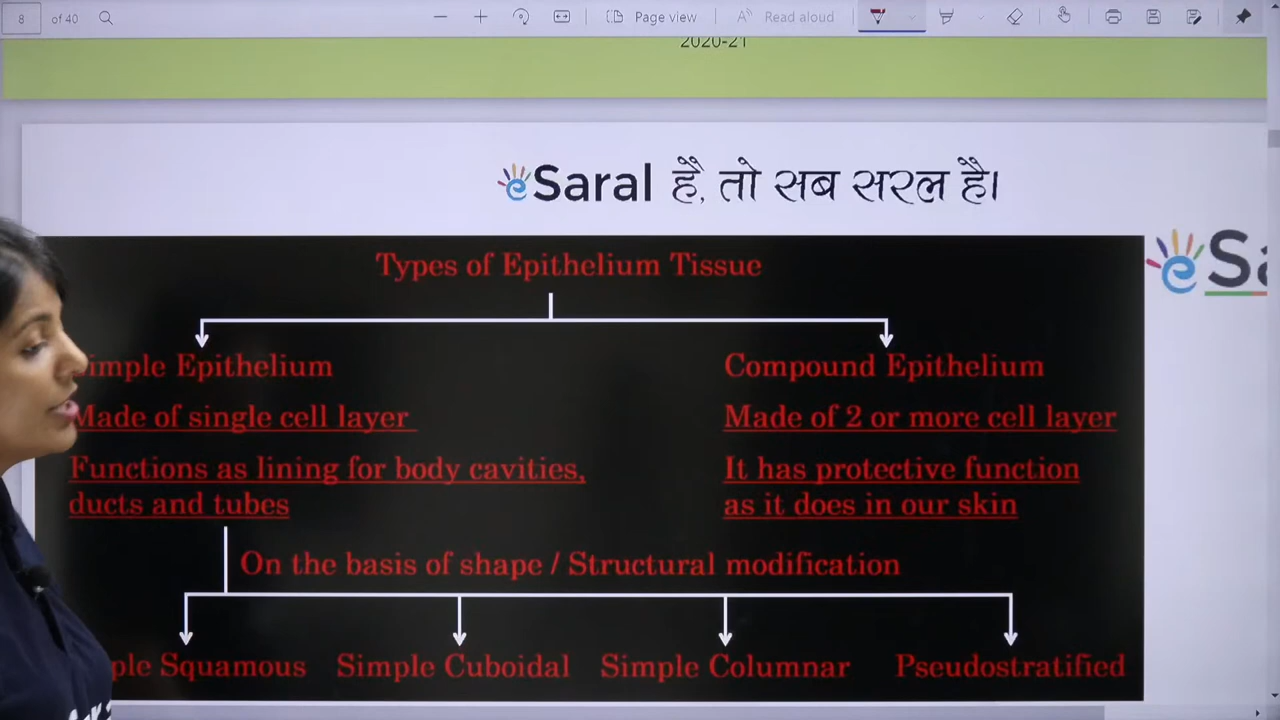 8 of 40 Page view Read aloud
2020-21
eSaral है, तो सब सरल है।
Types of Epithelium Tissue
Simple Epithelium Compound Epithelium
Made of single cell layer Made of 2 or more cell layer
Functions as lining for body cavities, It has protective function
ducts and tubes as it does in our skin
On the basis of shape / Structural modification
Squamous Simple Cuboidal Simple Columnar Pseudostratified